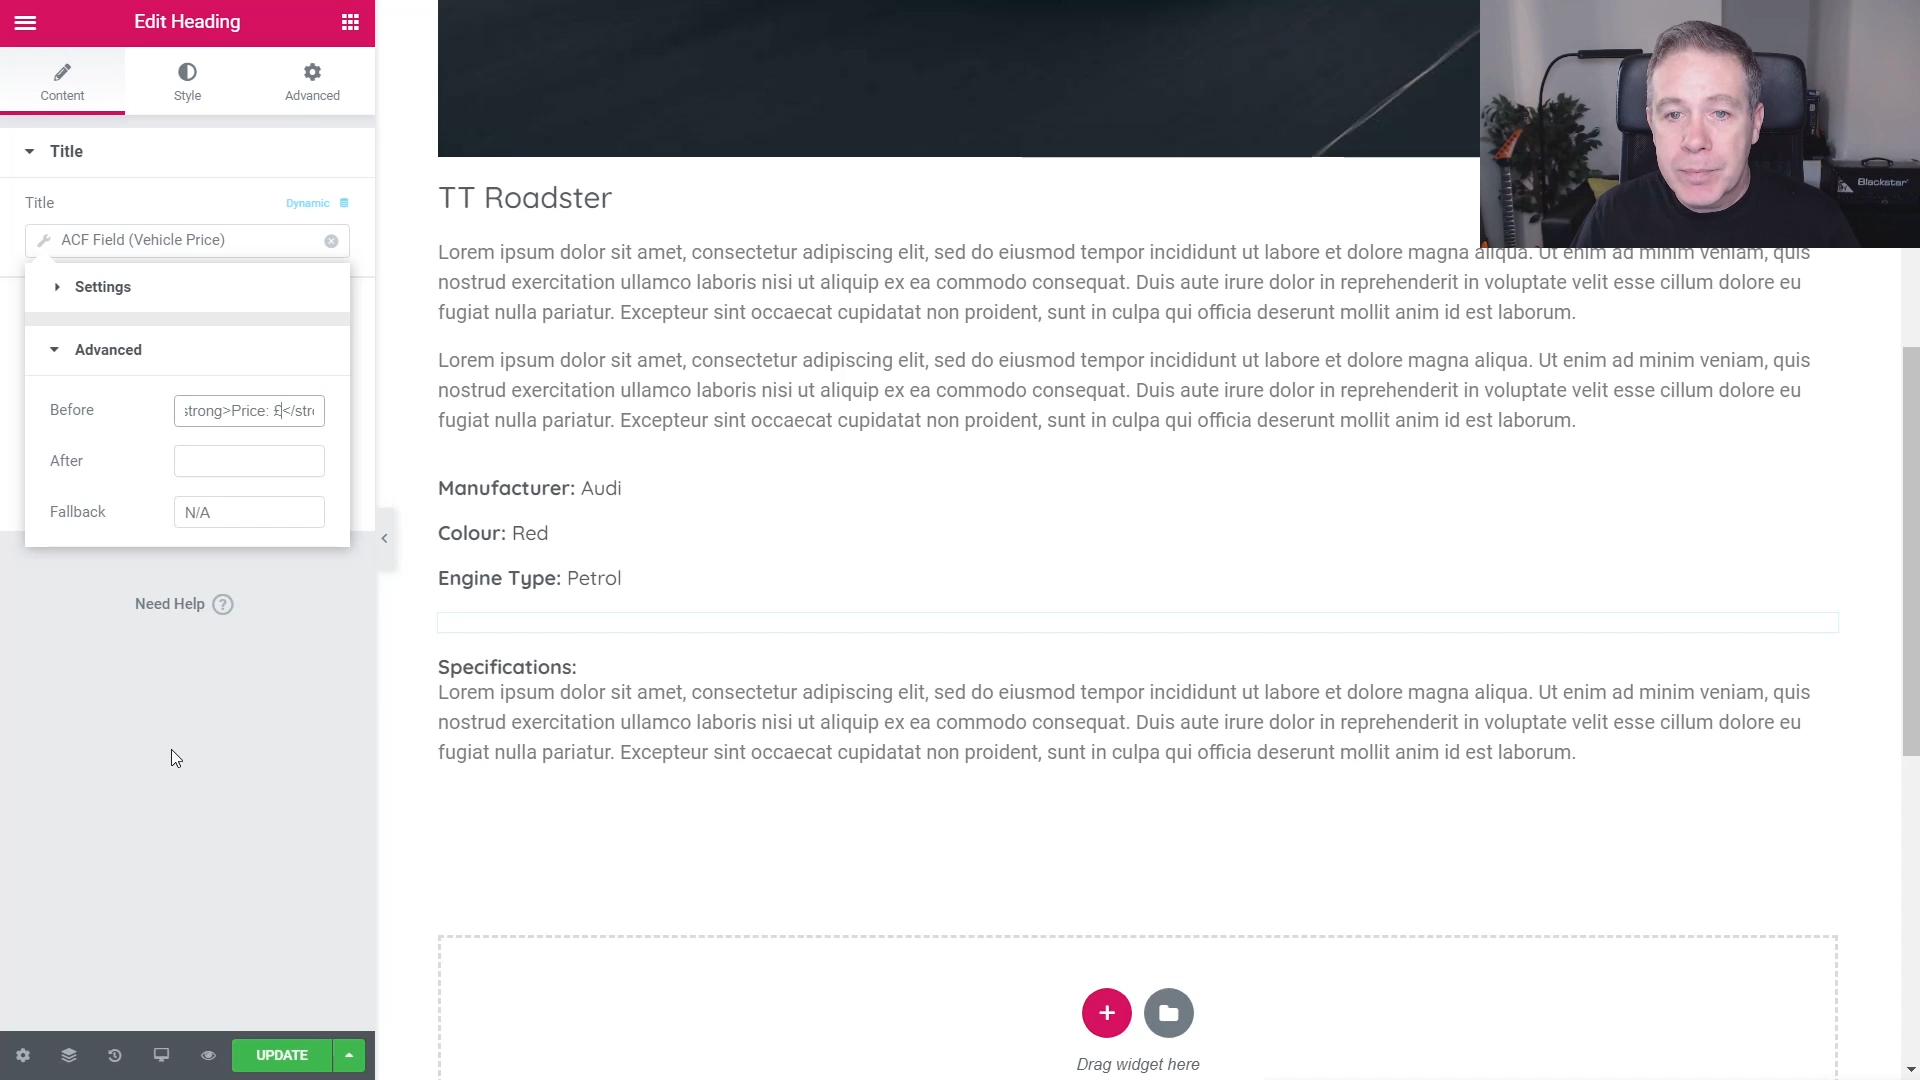 Edit Heading
Content
Style
Advanced
Title
Title
Dynamic
ACF Field (Vehicle Price)
Settings
Advanced
Before
strong>Price: £</stro
After
Fallback
N/A
Need Help ?
UPDATE
TT Roadster
Lorem ipsum dolor sit amet, consectetur adipiscing elit, sed do eiusmod tempor incididunt ut labore et dolore magna aliqua. Ut enim ad minim veniam, quis
nostrud exercitation ullamco laboris nisi ut aliquip ex ea commodo consequat. Duis aute irure dolor in reprehenderit in voluptate velit esse cillum dolore eu
fugiat nulla pariatur. Excepteur sint occaecat cupidatat non proident, sunt in culpa qui officia deserunt mollit anim id est laborum.
Lorem ipsum dolor sit amet, consectetur adipiscing elit, sed do eiusmod tempor incididunt ut labore et dolore magna aliqua. Ut enim ad minim veniam, quis
nostrud exercitation ullamco laboris nisi ut aliquip ex ea commodo consequat. Duis aute irure dolor in reprehenderit in voluptate velit esse cillum dolore eu
fugiat nulla pariatur. Excepteur sint occaecat cupidatat non proident, sunt in culpa qui officia deserunt mollit anim id est laborum.
Manufacturer: Audi
Colour: Red
Engine Type: Petrol
Specifications:
Lorem ipsum dolor sit amet, consectetur adipiscing elit, sed do eiusmod tempor incididunt ut labore et dolore magna aliqua. Ut enim ad minim veniam, quis
nostrud exercitation ullamco laboris nisi ut aliquip ex ea commodo consequat. Duis aute irure dolor in reprehenderit in voluptate velit esse cillum dolore eu
fugiat nulla pariatur. Excepteur sint occaecat cupidatat non proident, sunt in culpa qui officia deserunt mollit anim id est laborum.
Drag widget here
Blackstar